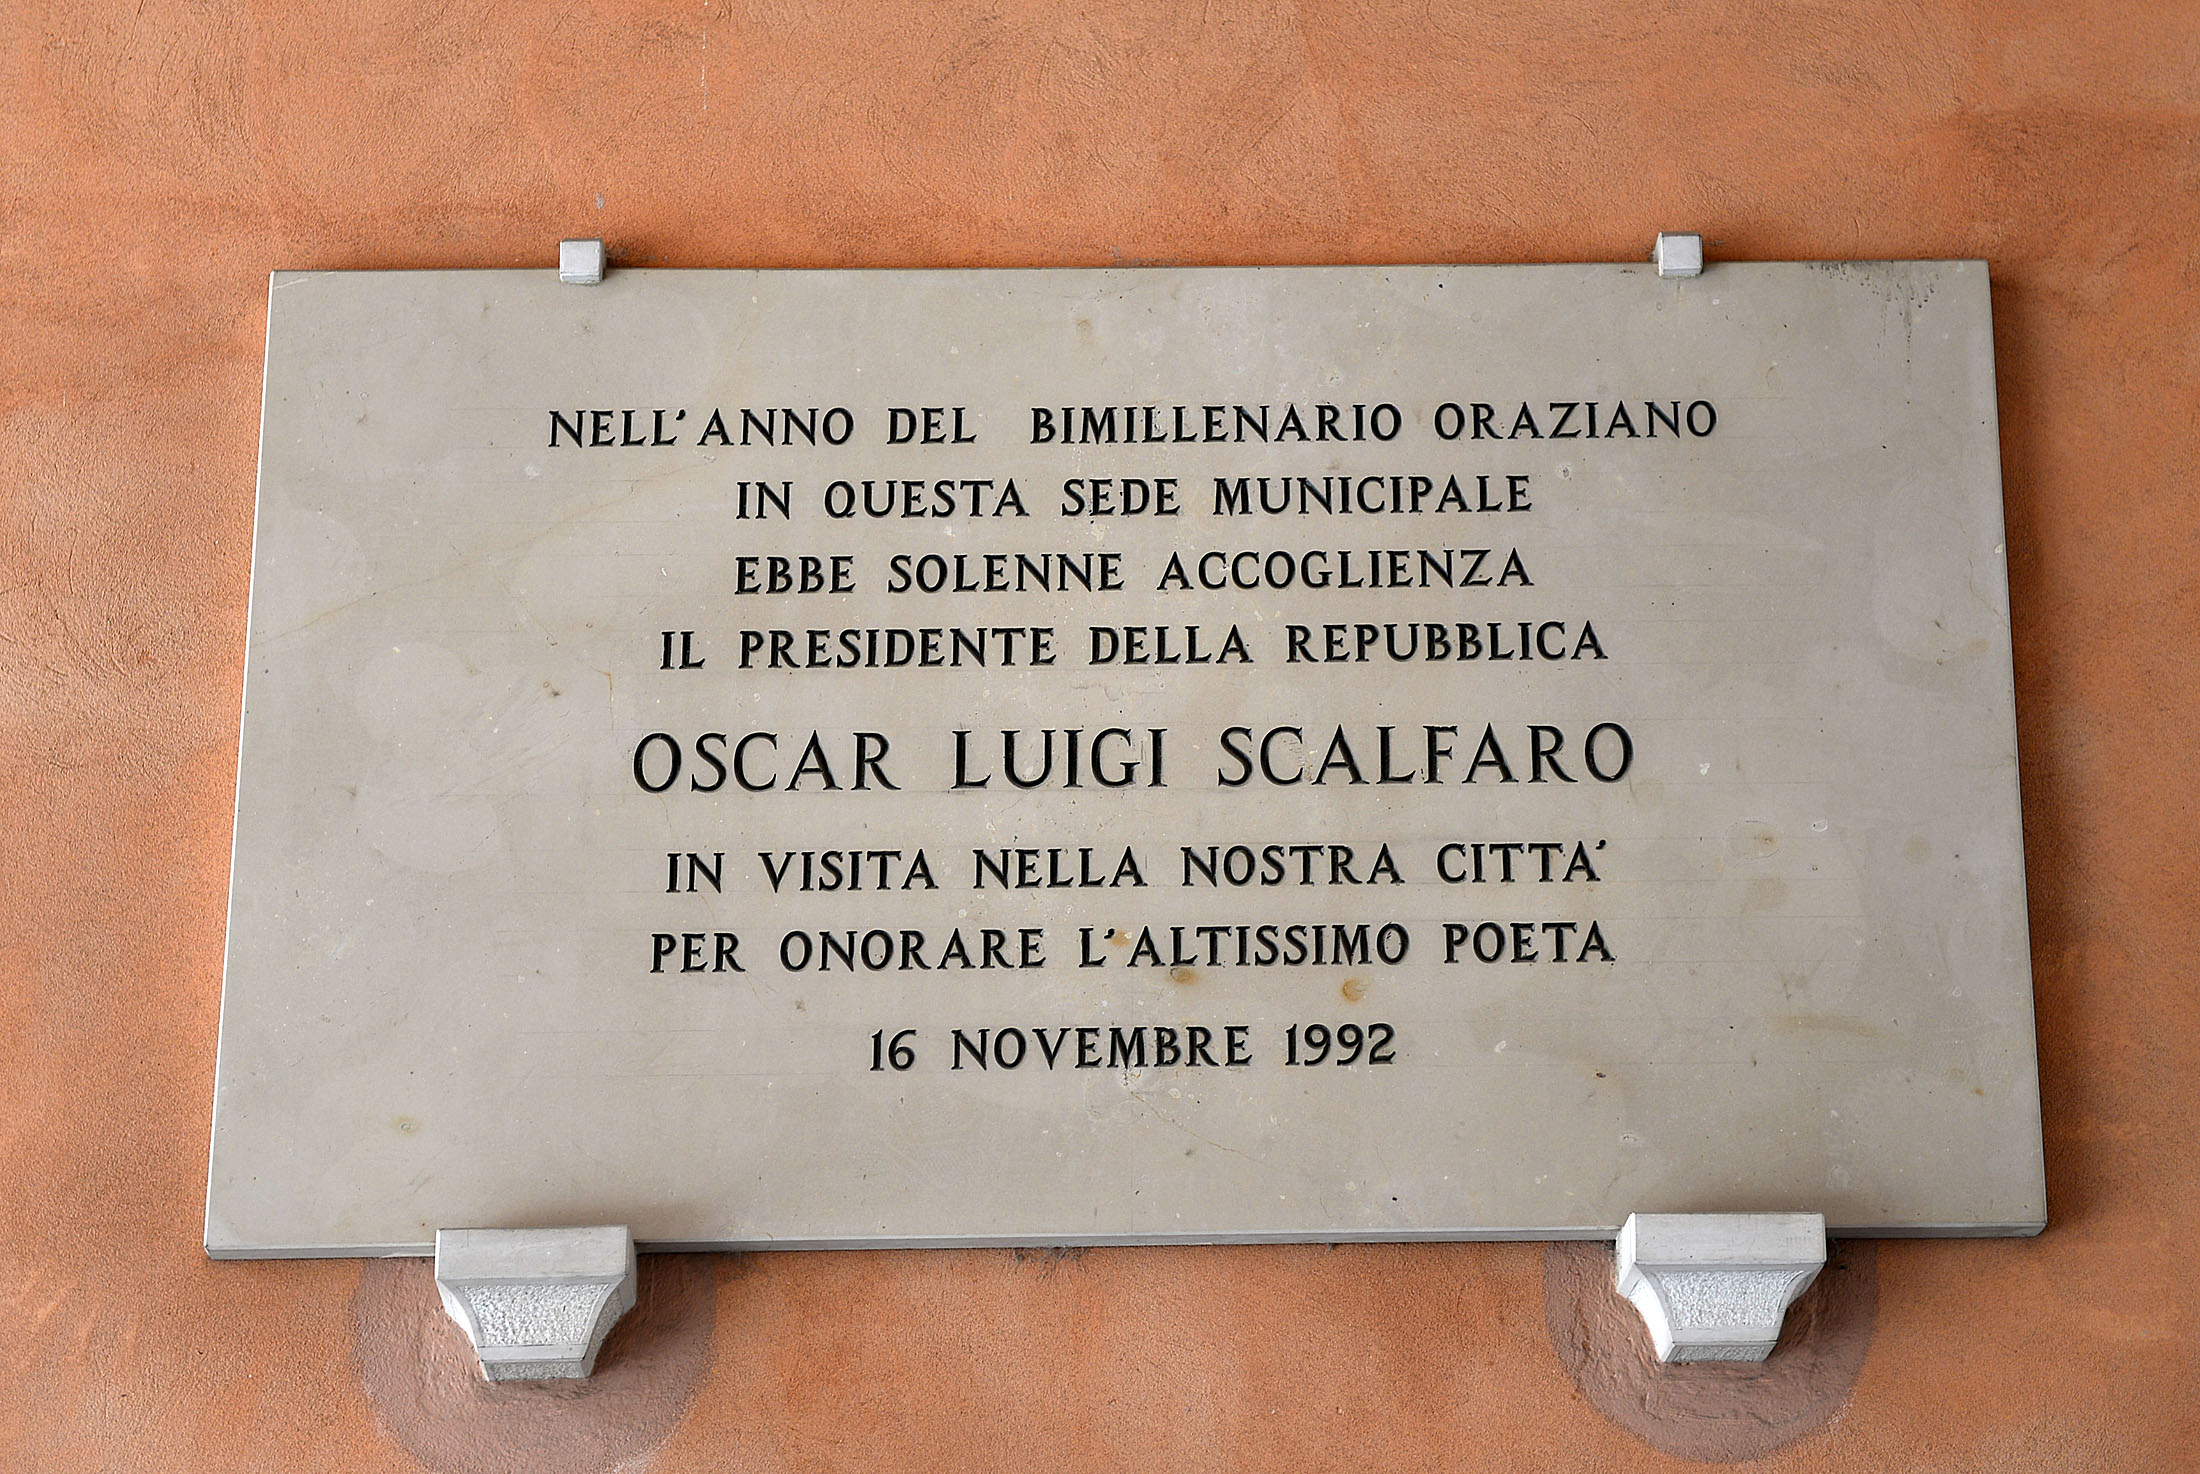 NELL'ANNO DEL BIMILLENARIO ORAZIANO
IN QUESTA SEDE MUNICIPALE
EBBE SOLENNE ACCOGLIENZA
IL PRESIDENTE DELLA REPUBBLICA
OSCAR LUIGI SCALFARO
IN VISITA NELLA NOSTRA CITTA'
PER ONORARE L'ALTISSIMO POETA
16 NOVEMBRE 1992